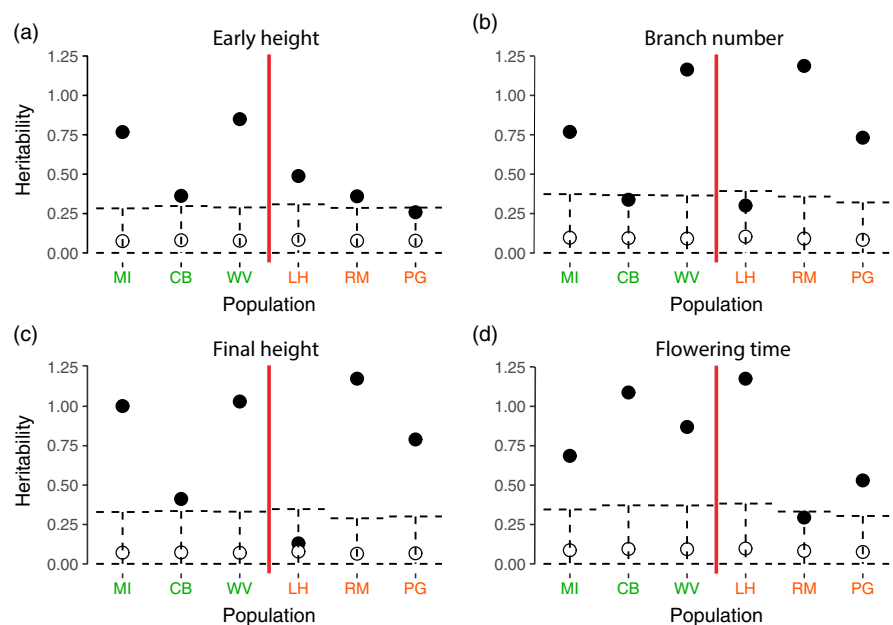 (a)
Early height
Heritability
1.25
1.00
0.75
0.50
0.25
0.00
MI CB WV LH RM PG
Population
(b)
Branch number
Heritability
1.25
1.00
0.75
0.50
0.25
0.00
MI CB WV LH RM PG
Population
(c)
Final height
Heritability
1.25
1.00
0.75
0.50
0.25
0.00
MI CB WV LH RM PG
Population
(d)
Flowering time
Heritability
1.25
1.00
0.75
0.50
0.25
0.00
MI CB WV LH RM PG
Population